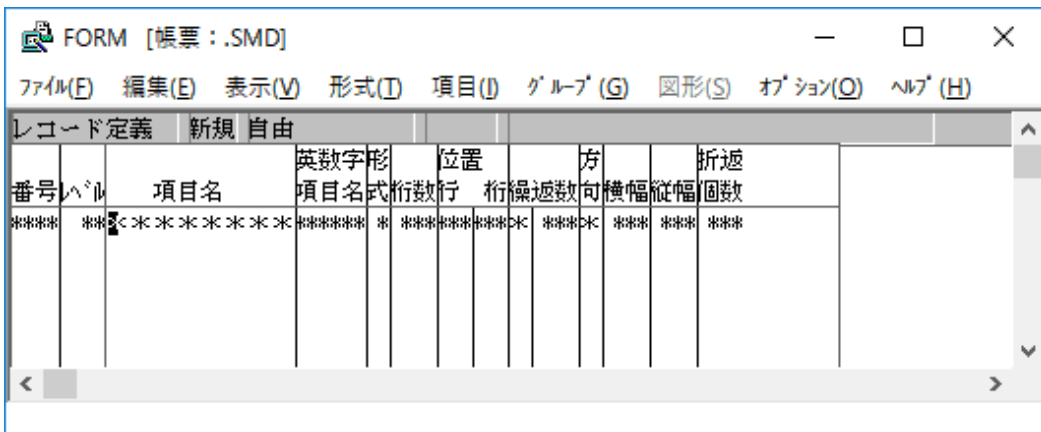 FORM [帳票：.SMD]
ﾌｧｲﾙ(F) 編集(E) 表示(V) 形式(T) 項目(I) ｸﾞﾙｰﾌﾟ(G) 図形(S) ｵﾌﾟｼｮﾝ(O) ﾍﾙﾌﾟ(H)
レコード定義 新規 自由
英数字 形 位置 方 折返
番号 ﾚﾍﾞﾙ 項目名 項目名 式 桁数 行 桁 繰返数 向 横幅 縦幅 個数
**** ** ******** ****** * *** *** *** * *** * *** *** ***